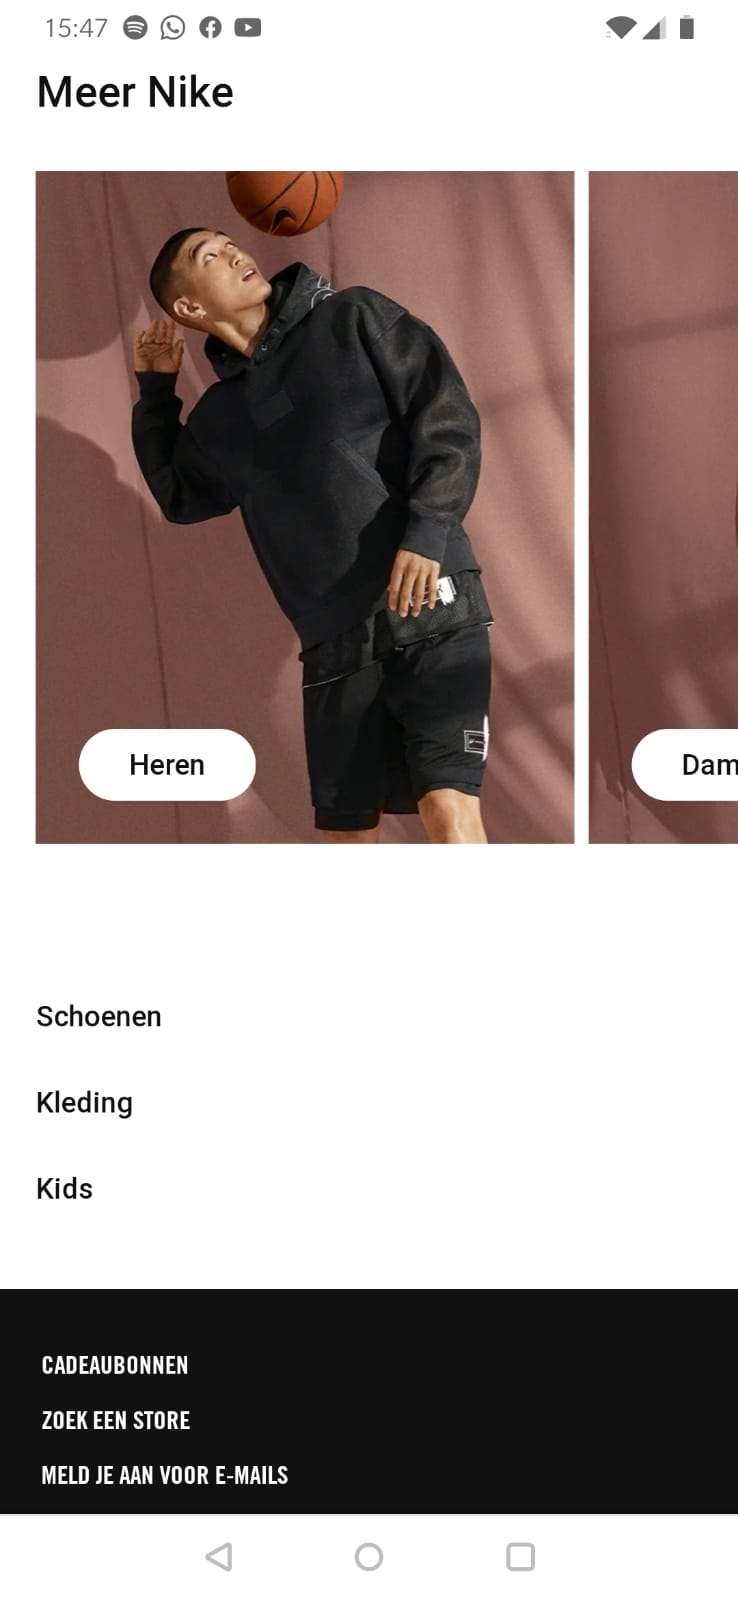 15:47
Meer Nike
Heren
Dam
Schoenen
Kleding
Kids
CADEAUBONNEN
ZOEK EEN STORE
MELD JE AAN VOOR E-MAILS